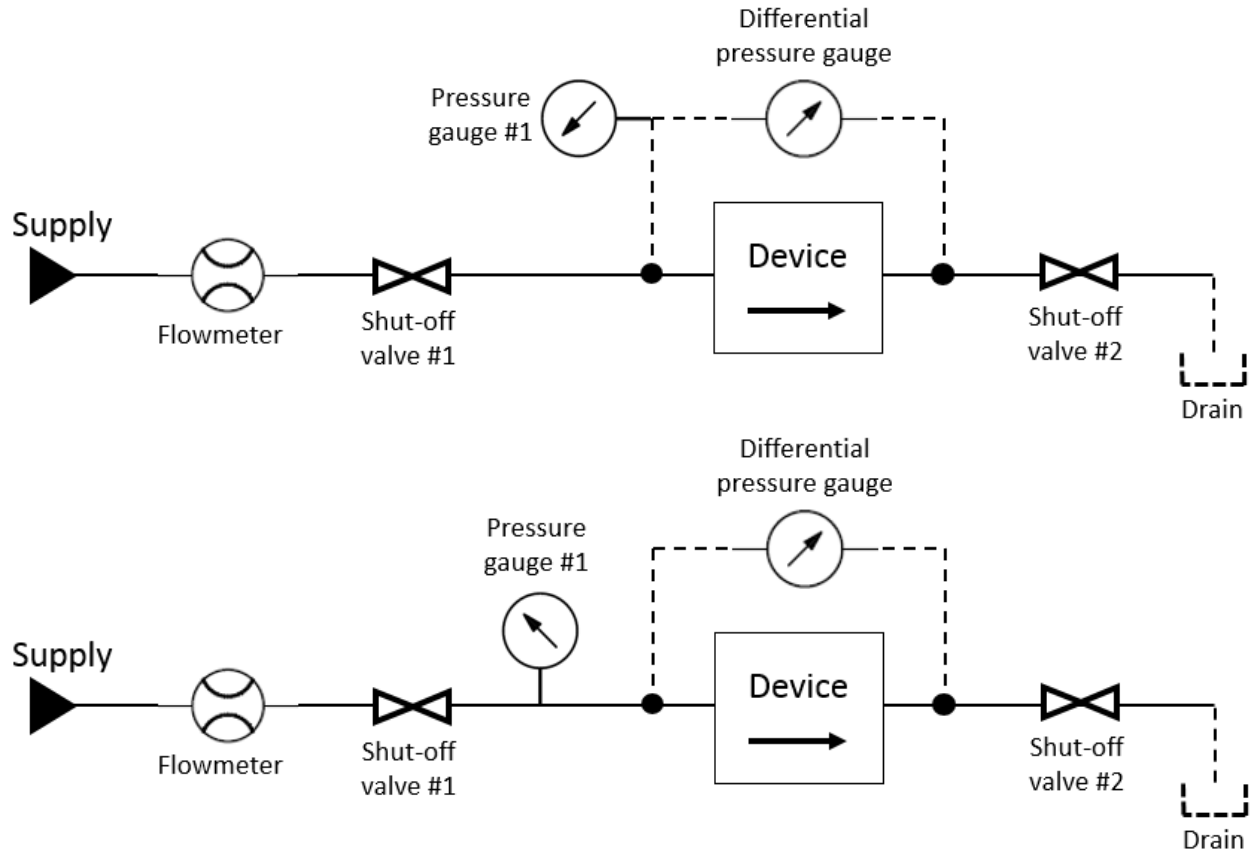 Differential
pressure gauge
Pressure
gauge #1
Supply
Device
Flowmeter
Shut-off
valve #1
Shut-off
valve #2
Drain
Differential
pressure gauge
Pressure
gauge #1
Supply
Device
Flowmeter
Shut-off
valve #1
Shut-off
valve #2
Drain